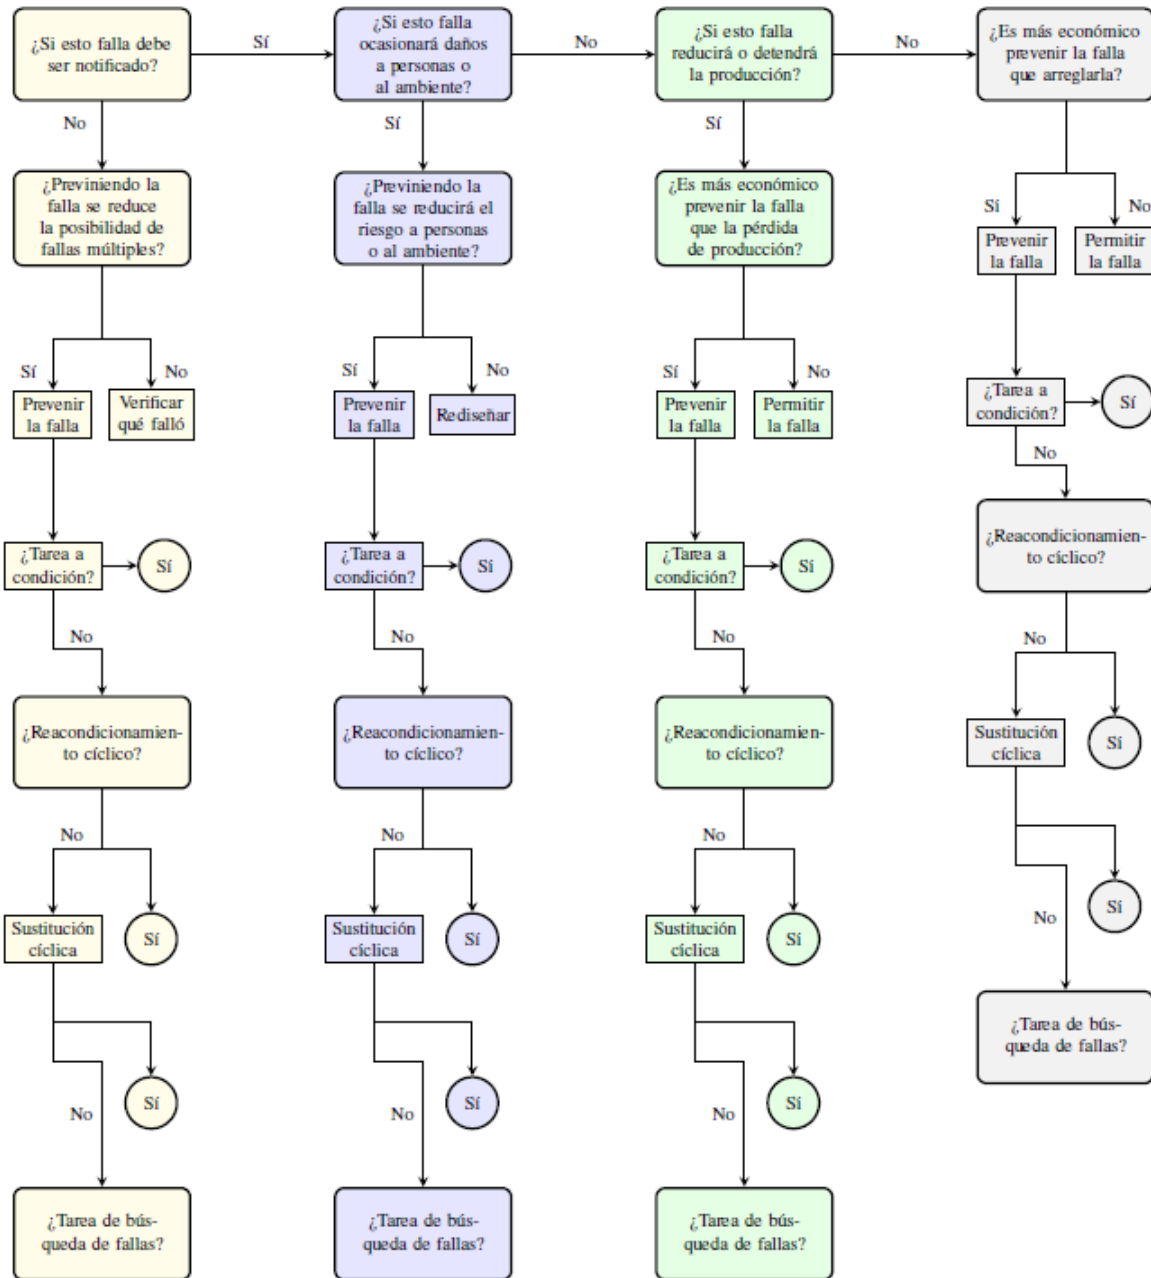 ¿Si esto falla debe
ser notificado?
Sí
¿Si esto falla
ocasionará daños
a personas o
al ambiente?
No
¿Si esto falla
reducirá o detendrá
la producción?
No
¿Es más económico
prevenir la falla
que arreglarla?
No
¿Previniendo la
falla se reduce
la posibilidad de
fallas múltiples?
Sí
Prevenir
la falla
No
Verificar
qué falló
¿Tarea a
condición?
Sí
No
¿Reacondicionamien-
to cíclico?
No
Sustitución
cíclica
Sí
Sí
No
¿Tarea de bús-
queda de fallas?
Sí
¿Previniendo la
falla se reducirá el
riesgo a personas
o al ambiente?
Sí
Prevenir
la falla
No
Rediseñar
¿Tarea a
condición?
Sí
No
¿Reacondicionamien-
to cíclico?
No
Sustitución
cíclica
Sí
Sí
No
¿Tarea de bús-
queda de fallas?
Sí
¿Es más económico
prevenir la falla
que la pérdida
de producción?
Sí
Prevenir
la falla
No
Permitir
la falla
¿Tarea a
condición?
Sí
No
¿Reacondicionamien-
to cíclico?
No
Sustitución
cíclica
Sí
Sí
No
¿Tarea de bús-
queda de fallas?
Sí
Prevenir
la falla
No
Permitir
la falla
¿Tarea a
condición?
Sí
No
¿Reacondicionamien-
to cíclico?
No
Sustitución
cíclica
Sí
Sí
No
¿Tarea de bús-
queda de fallas?